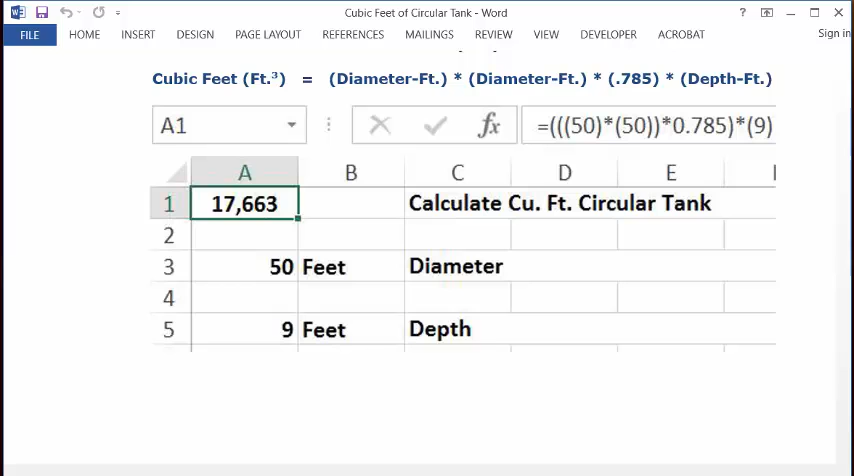 Cubic Feet of Circular Tank - Word
?
Sign in
FILE HOME INSERT DESIGN PAGE LAYOUT REFERENCES MAILINGS REVIEW VIEW DEVELOPER ACROBAT
Cubic Feet (Ft.³) = (Diameter-Ft.) * (Diameter-Ft.) * (.785) * (Depth-Ft.)
A1 fx =(((50)*(50))*0.785)*(9)
A B C D E
1 17,663 Calculate Cu. Ft. Circular Tank
2
3 50 Feet Diameter
4
5 9 Feet Depth